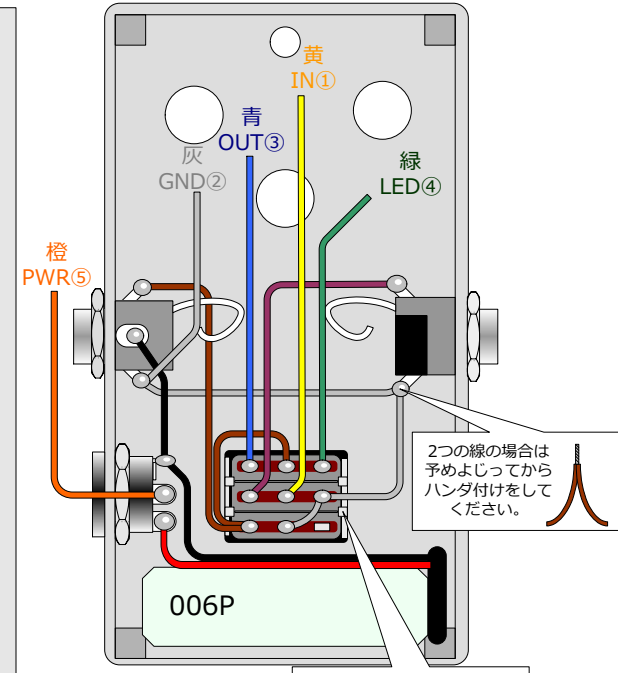 黄
IN①
青
OUT③
灰
GND②
緑
LED④
橙
PWR⑤
2つの線の場合は
予めよじってから
ハンダ付けをして
ください。
006P